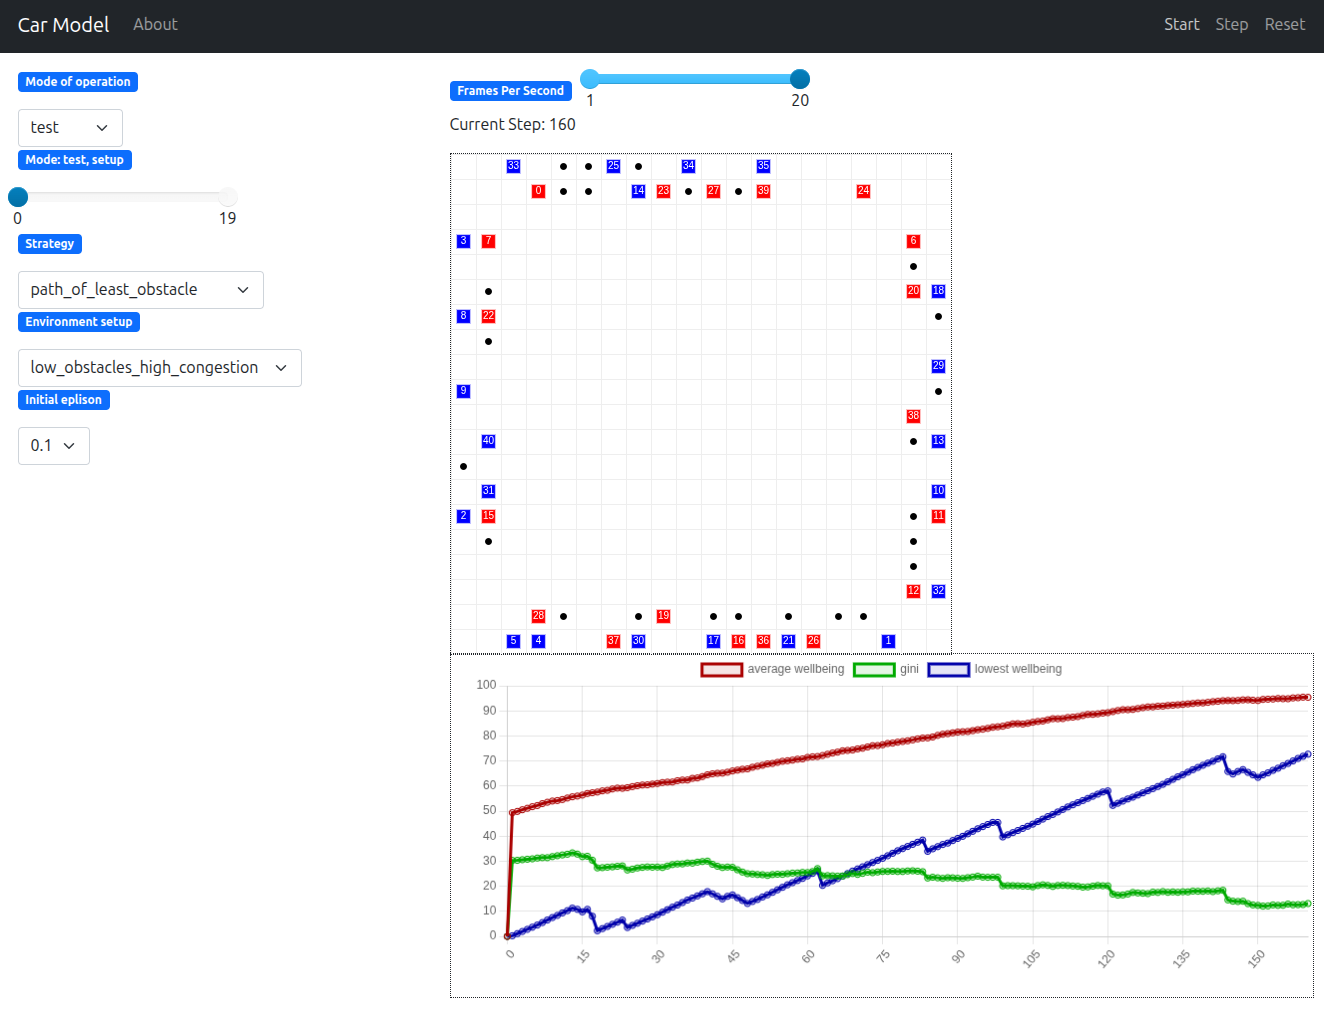 Car Model About Start Step Reset
Mode of operation
test
Mode: test, setup
0 19
Strategy
path_of_least_obstacle
Environment setup
low_obstacles_high_congestion
Initial eplison
0.1
Frames Per Second
1 20
Current Step: 160
33 25 34 35
0 14 23 27 39 24
3 7 6
20 18
8 22
29
9
38
40 13
31 10
2 15 11
12 32
28 19
5 4 37 30 17 16 36 21 26 1
average wellbeing gini lowest wellbeing
100
90
80
70
60
50
40
30
20
10
0
0 15 30 45 60 75 90 105 120 135 150